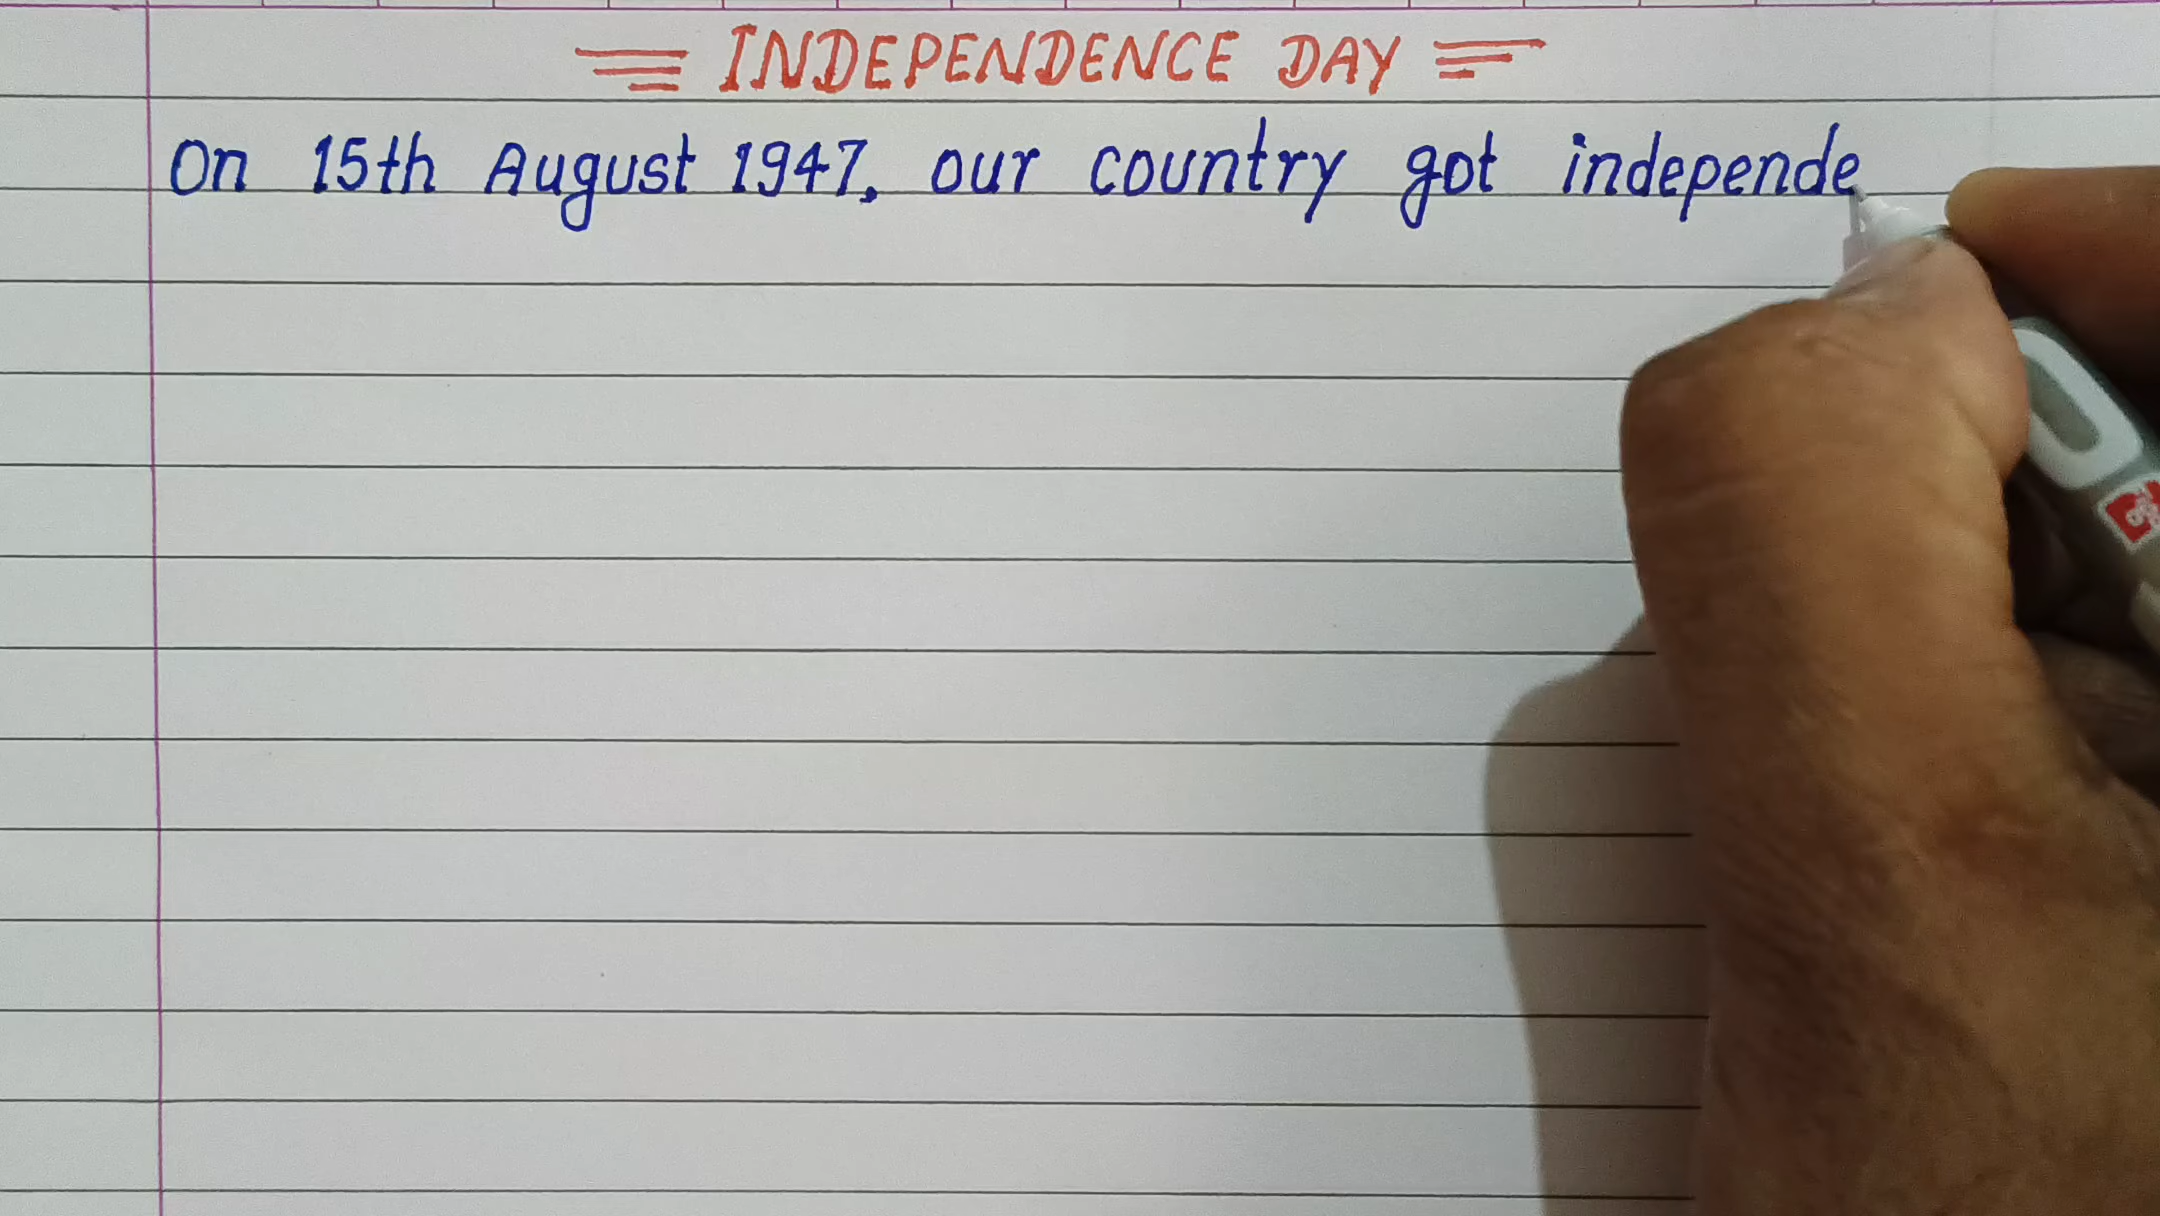 INDEPENDENCE DAY
On 15th August 1947, our country got independe